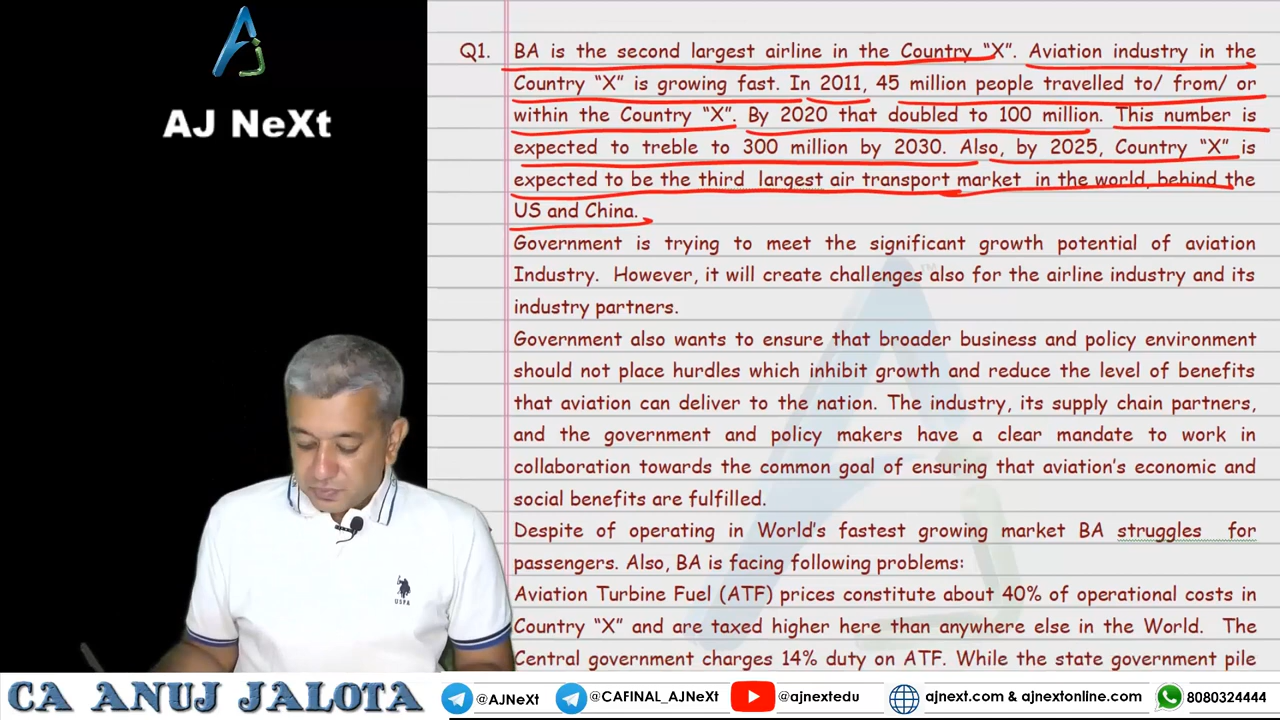 AJ NeXt
Q1. BA is the second largest airline in the Country “X”. Aviation industry in the
Country “X” is growing fast. In 2011, 45 million people travelled to/ from/ or
within the Country “X”. By 2020 that doubled to 100 million. This number is
expected to treble to 300 million by 2030. Also, by 2025, Country “X” is
expected to be the third largest air transport market in the world, behind the
US and China.
Government is trying to meet the significant growth potential of aviation
Industry. However, it will create challenges also for the airline industry and its
industry partners.
Government also wants to ensure that broader business and policy environment
should not place hurdles which inhibit growth and reduce the level of benefits
that aviation can deliver to the nation. The industry, its supply chain partners,
and the government and policy makers have a clear mandate to work in
collaboration towards the common goal of ensuring that aviation’s economic and
social benefits are fulfilled.
Despite of operating in World’s fastest growing market BA struggles for
passengers. Also, BA is facing following problems:
Aviation Turbine Fuel (ATF) prices constitute about 40% of operational costs in
Country “X” and are taxed higher here than anywhere else in the World. The
Central government charges 14% duty on ATF. While the state government pile
USPA
CA ANUJ JALOTA @AJNeXt @CAFINAL_AJNeXt @ajnextedu ajnext.com & ajnextonline.com 8080324444